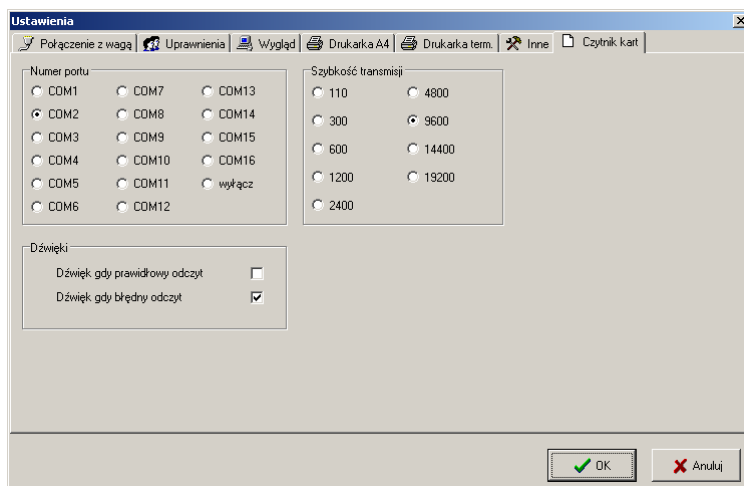 Ustawienia
Połączenie z wagą Uprawnienia Wygląd Drukarka A4 Drukarka term. Inne Czytnik kart
Numer portu Szybkość transmisji
COM1 COM7 COM13 110 4800
COM2 COM8 COM14 300 9600
COM3 COM9 COM15 600 14400
COM4 COM10 COM16 1200 19200
COM5 COM11 wyłącz 2400
COM6 COM12
Dźwięki
Dźwięk gdy prawidłowy odczyt
Dźwięk gdy błędny odczyt
OK Anuluj